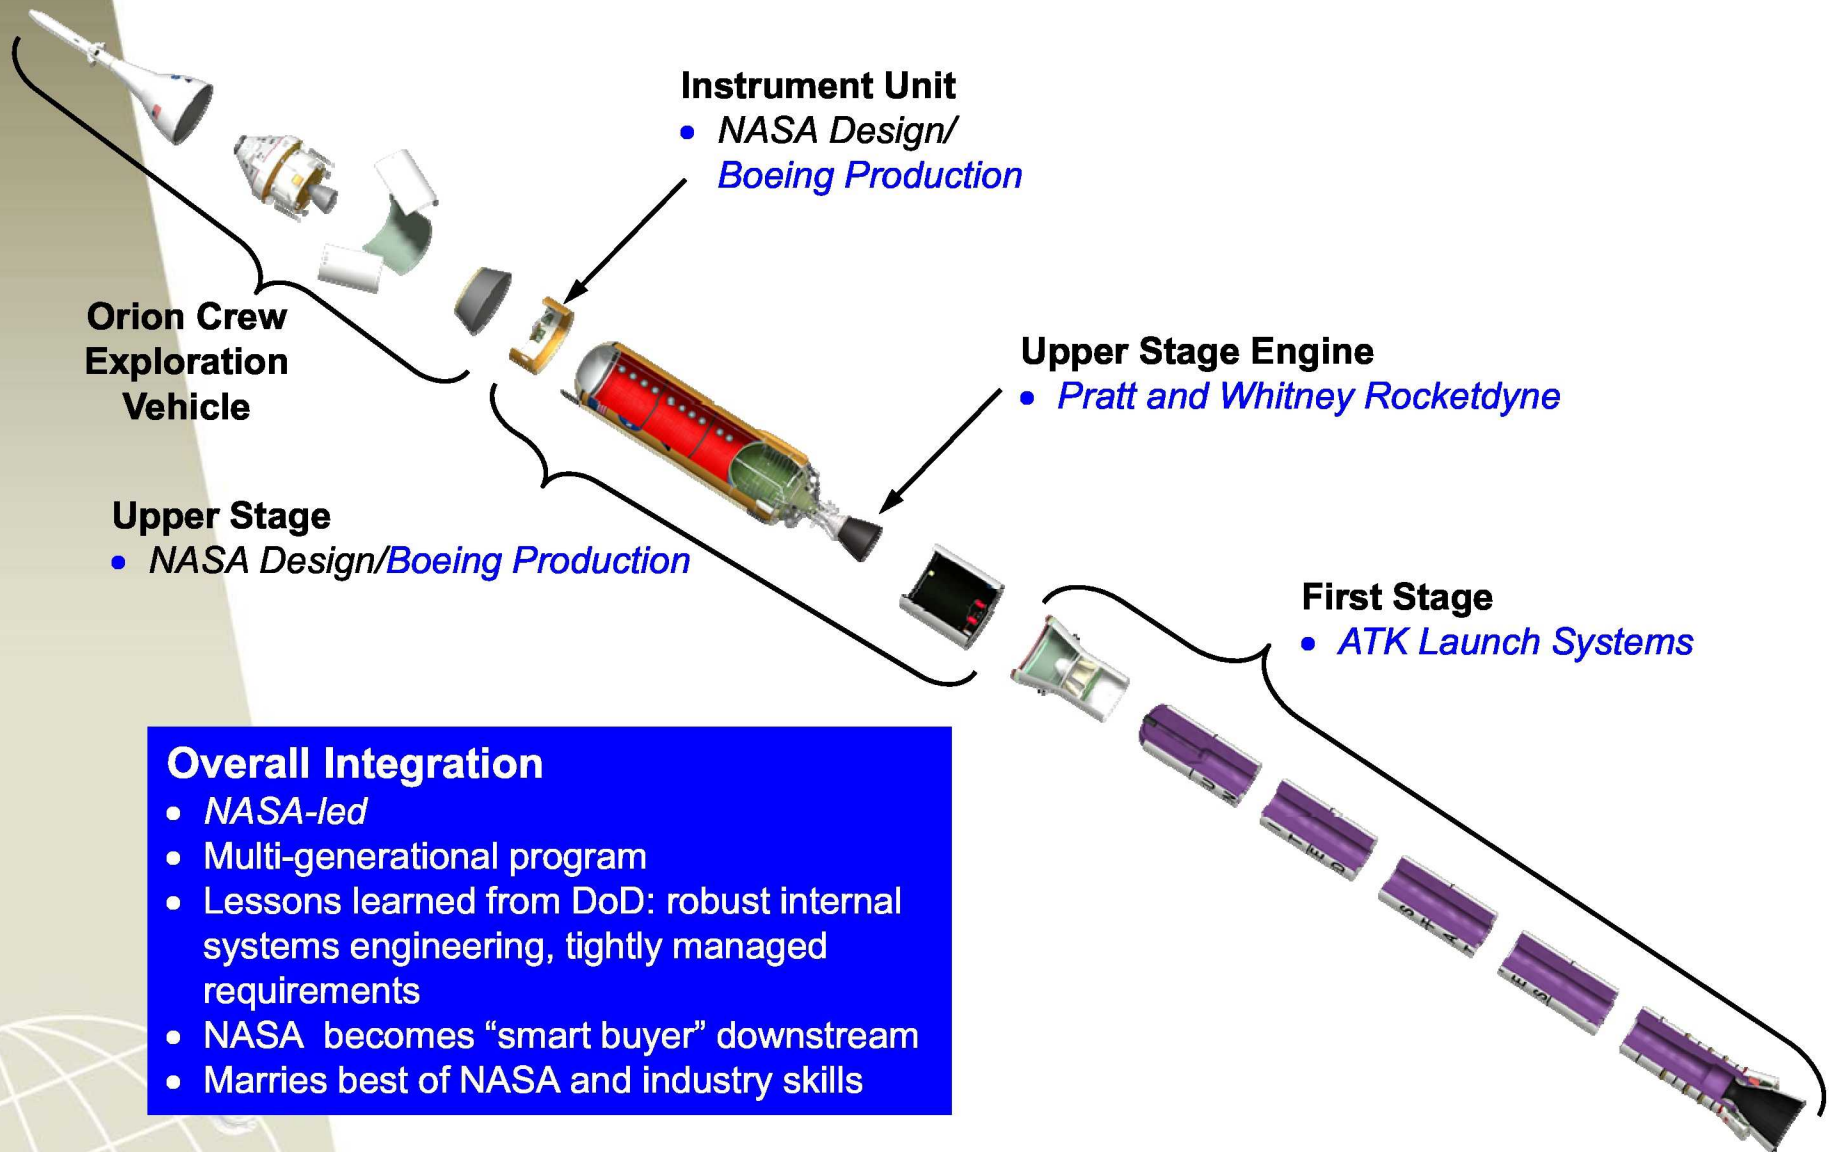 Instrument Unit
• NASA Design/
Boeing Production
Orion Crew
Exploration
Vehicle
Upper Stage Engine
• Pratt and Whitney Rocketdyne
Upper Stage
• NASA Design/Boeing Production
First Stage
• ATK Launch Systems
Overall Integration
• NASA-led
• Multi-generational program
• Lessons learned from DoD: robust internal
systems engineering, tightly managed
requirements
• NASA becomes “smart buyer” downstream
• Marries best of NASA and industry skills